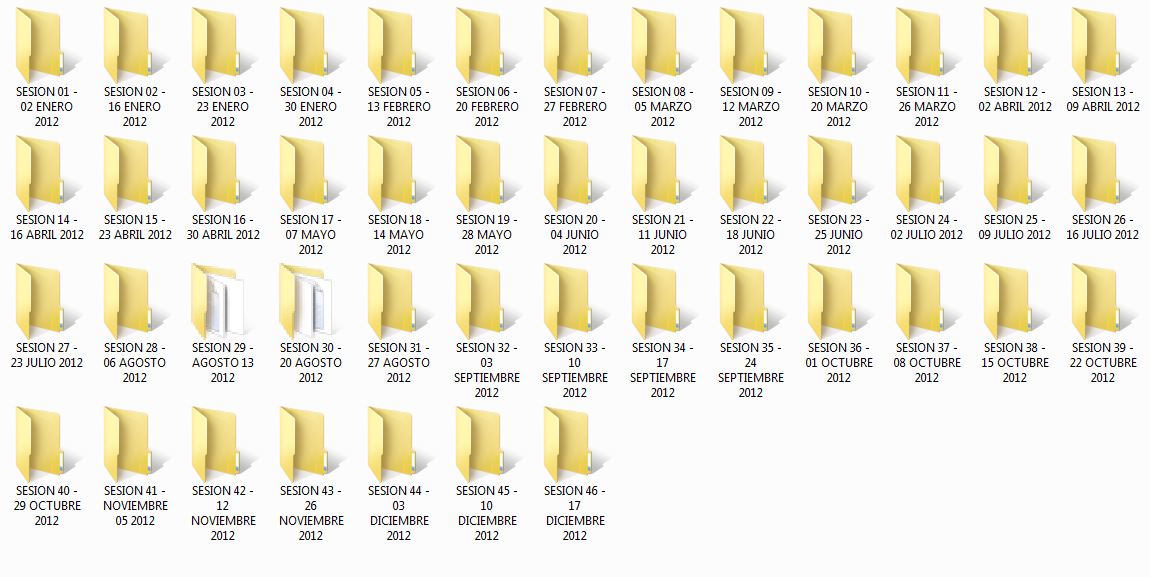 SESION 01 -
02 ENERO
2012
SESION 02 -
16 ENERO
2012
SESION 03 -
23 ENERO
2012
SESION 04 -
30 ENERO
2012
SESION 05 -
13 FEBRERO
2012
SESION 06 -
20 FEBRERO
2012
SESION 07 -
27 FEBRERO
2012
SESION 08 -
05 MARZO
2012
SESION 09 -
12 MARZO
2012
SESION 10 -
20 MARZO
2012
SESION 11 -
26 MARZO
2012
SESION 12 -
02 ABRIL 2012
SESION 13 -
09 ABRIL 2012
SESION 14 -
16 ABRIL 2012
SESION 15 -
23 ABRIL 2012
SESION 16 -
30 ABRIL 2012
SESION 17 -
07 MAYO
2012
SESION 18 -
14 MAYO
2012
SESION 19 -
28 MAYO
2012
SESION 20 -
04 JUNIO
2012
SESION 21 -
11 JUNIO
2012
SESION 22 -
18 JUNIO
2012
SESION 23 -
25 JUNIO
2012
SESION 24 -
02 JULIO 2012
SESION 25 -
09 JULIO 2012
SESION 26 -
16 JULIO 2012
SESION 27 -
23 JULIO 2012
SESION 28 -
06 AGOSTO
2012
SESION 29 -
AGOSTO 13
2012
SESION 30 -
20 AGOSTO
2012
SESION 31 -
27 AGOSTO
2012
SESION 32 -
03
SEPTIEMBRE
2012
SESION 33 -
10
SEPTIEMBRE
2012
SESION 34 -
17
SEPTIEMBRE
2012
SESION 35 -
24
SEPTIEMBRE
2012
SESION 36 -
01 OCTUBRE
2012
SESION 37 -
08 OCTUBRE
2012
SESION 38 -
15 OCTUBRE
2012
SESION 39 -
22 OCTUBRE
2012
SESION 40 -
29 OCTUBRE
2012
SESION 41 -
NOVIEMBRE
05 2012
SESION 42 -
12
NOVIEMBRE
2012
SESION 43 -
26
NOVIEMBRE
2012
SESION 44 -
03
DICIEMBRE
2012
SESION 45 -
10
DICIEMBRE
2012
SESION 46 -
17
DICIEMBRE
2012